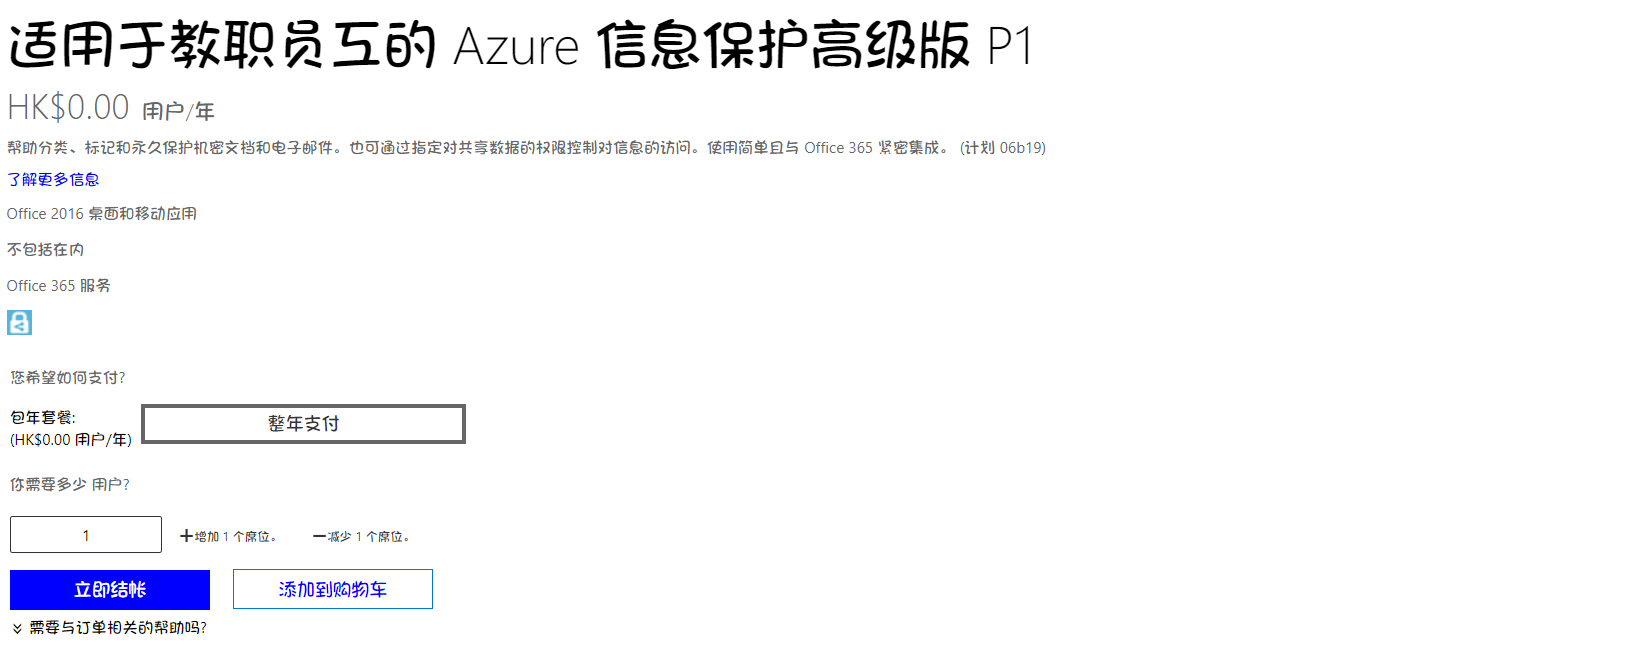 适用于教职员工的 Azure 信息保护高级版 P1
HK$0.00 用户/年
帮助分类、标记和永久保护机密文档和电子邮件。也可通过指定对共享数据的权限控制对信息的访问。使用简单且与 Office 365 紧密集成。 (计划 06b19)
了解更多信息
Office 2016 桌面和移动应用
不包括在内
Office 365 服务
您希望如何支付?
包年套餐:
(HK$0.00 用户/年)
整年支付
你需要多少 用户?
1
增加 1 个席位。
减少 1 个席位。
立即结帐
添加到购物车
需要与订单相关的帮助吗?